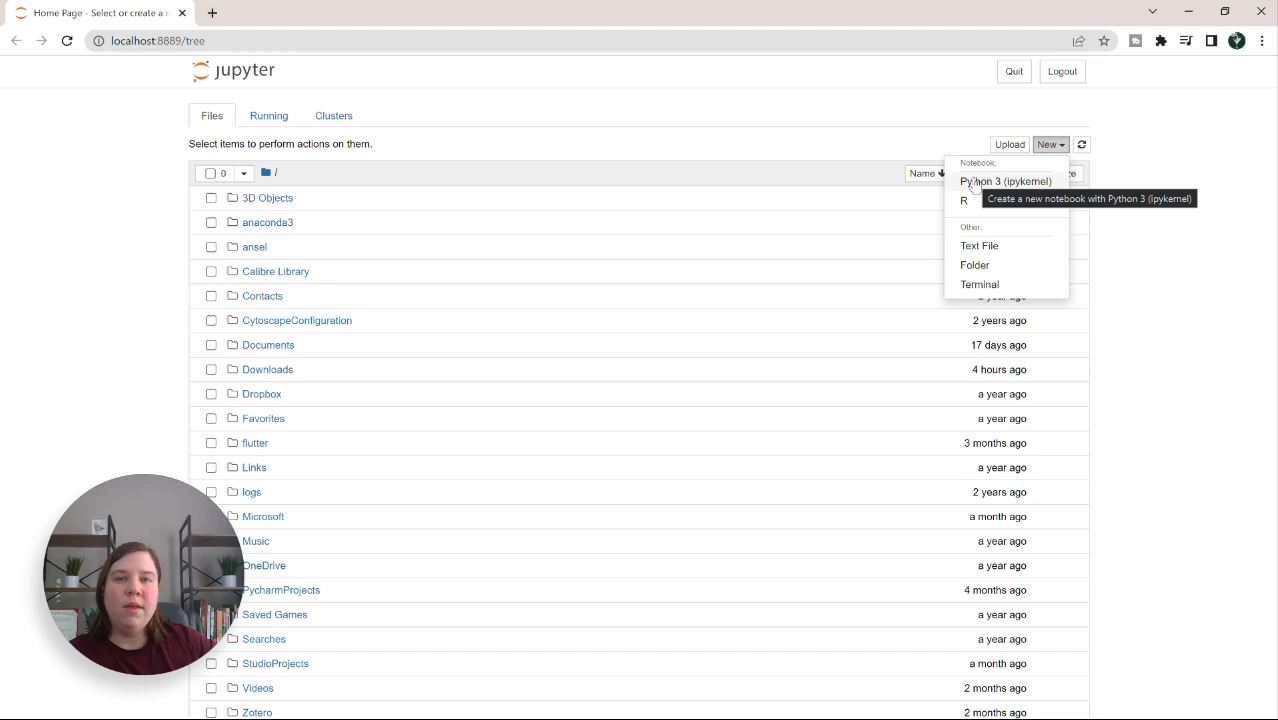 Home Page - Select or create a n
localhost:8889/tree
jupyter
Quit
Logout
Files
Running
Clusters
Select items to perform actions on them.
Upload
New
0
/
Name
Notebook:
Python 3 (ipykernel)
Create a new notebook with Python 3 (ipykernel)
R
Other:
Text File
Folder
Terminal
3D Objects
anaconda3
ansel
Calibre Library
Contacts
a year ago
CytoscapeConfiguration
2 years ago
Documents
17 days ago
Downloads
4 hours ago
Dropbox
a year ago
Favorites
a year ago
flutter
3 months ago
Links
a year ago
logs
2 years ago
Microsoft
a month ago
Music
a year ago
OneDrive
a year ago
PycharmProjects
4 months ago
Saved Games
a year ago
Searches
a year ago
StudioProjects
a month ago
Videos
2 months ago
Zotero
2 months ago